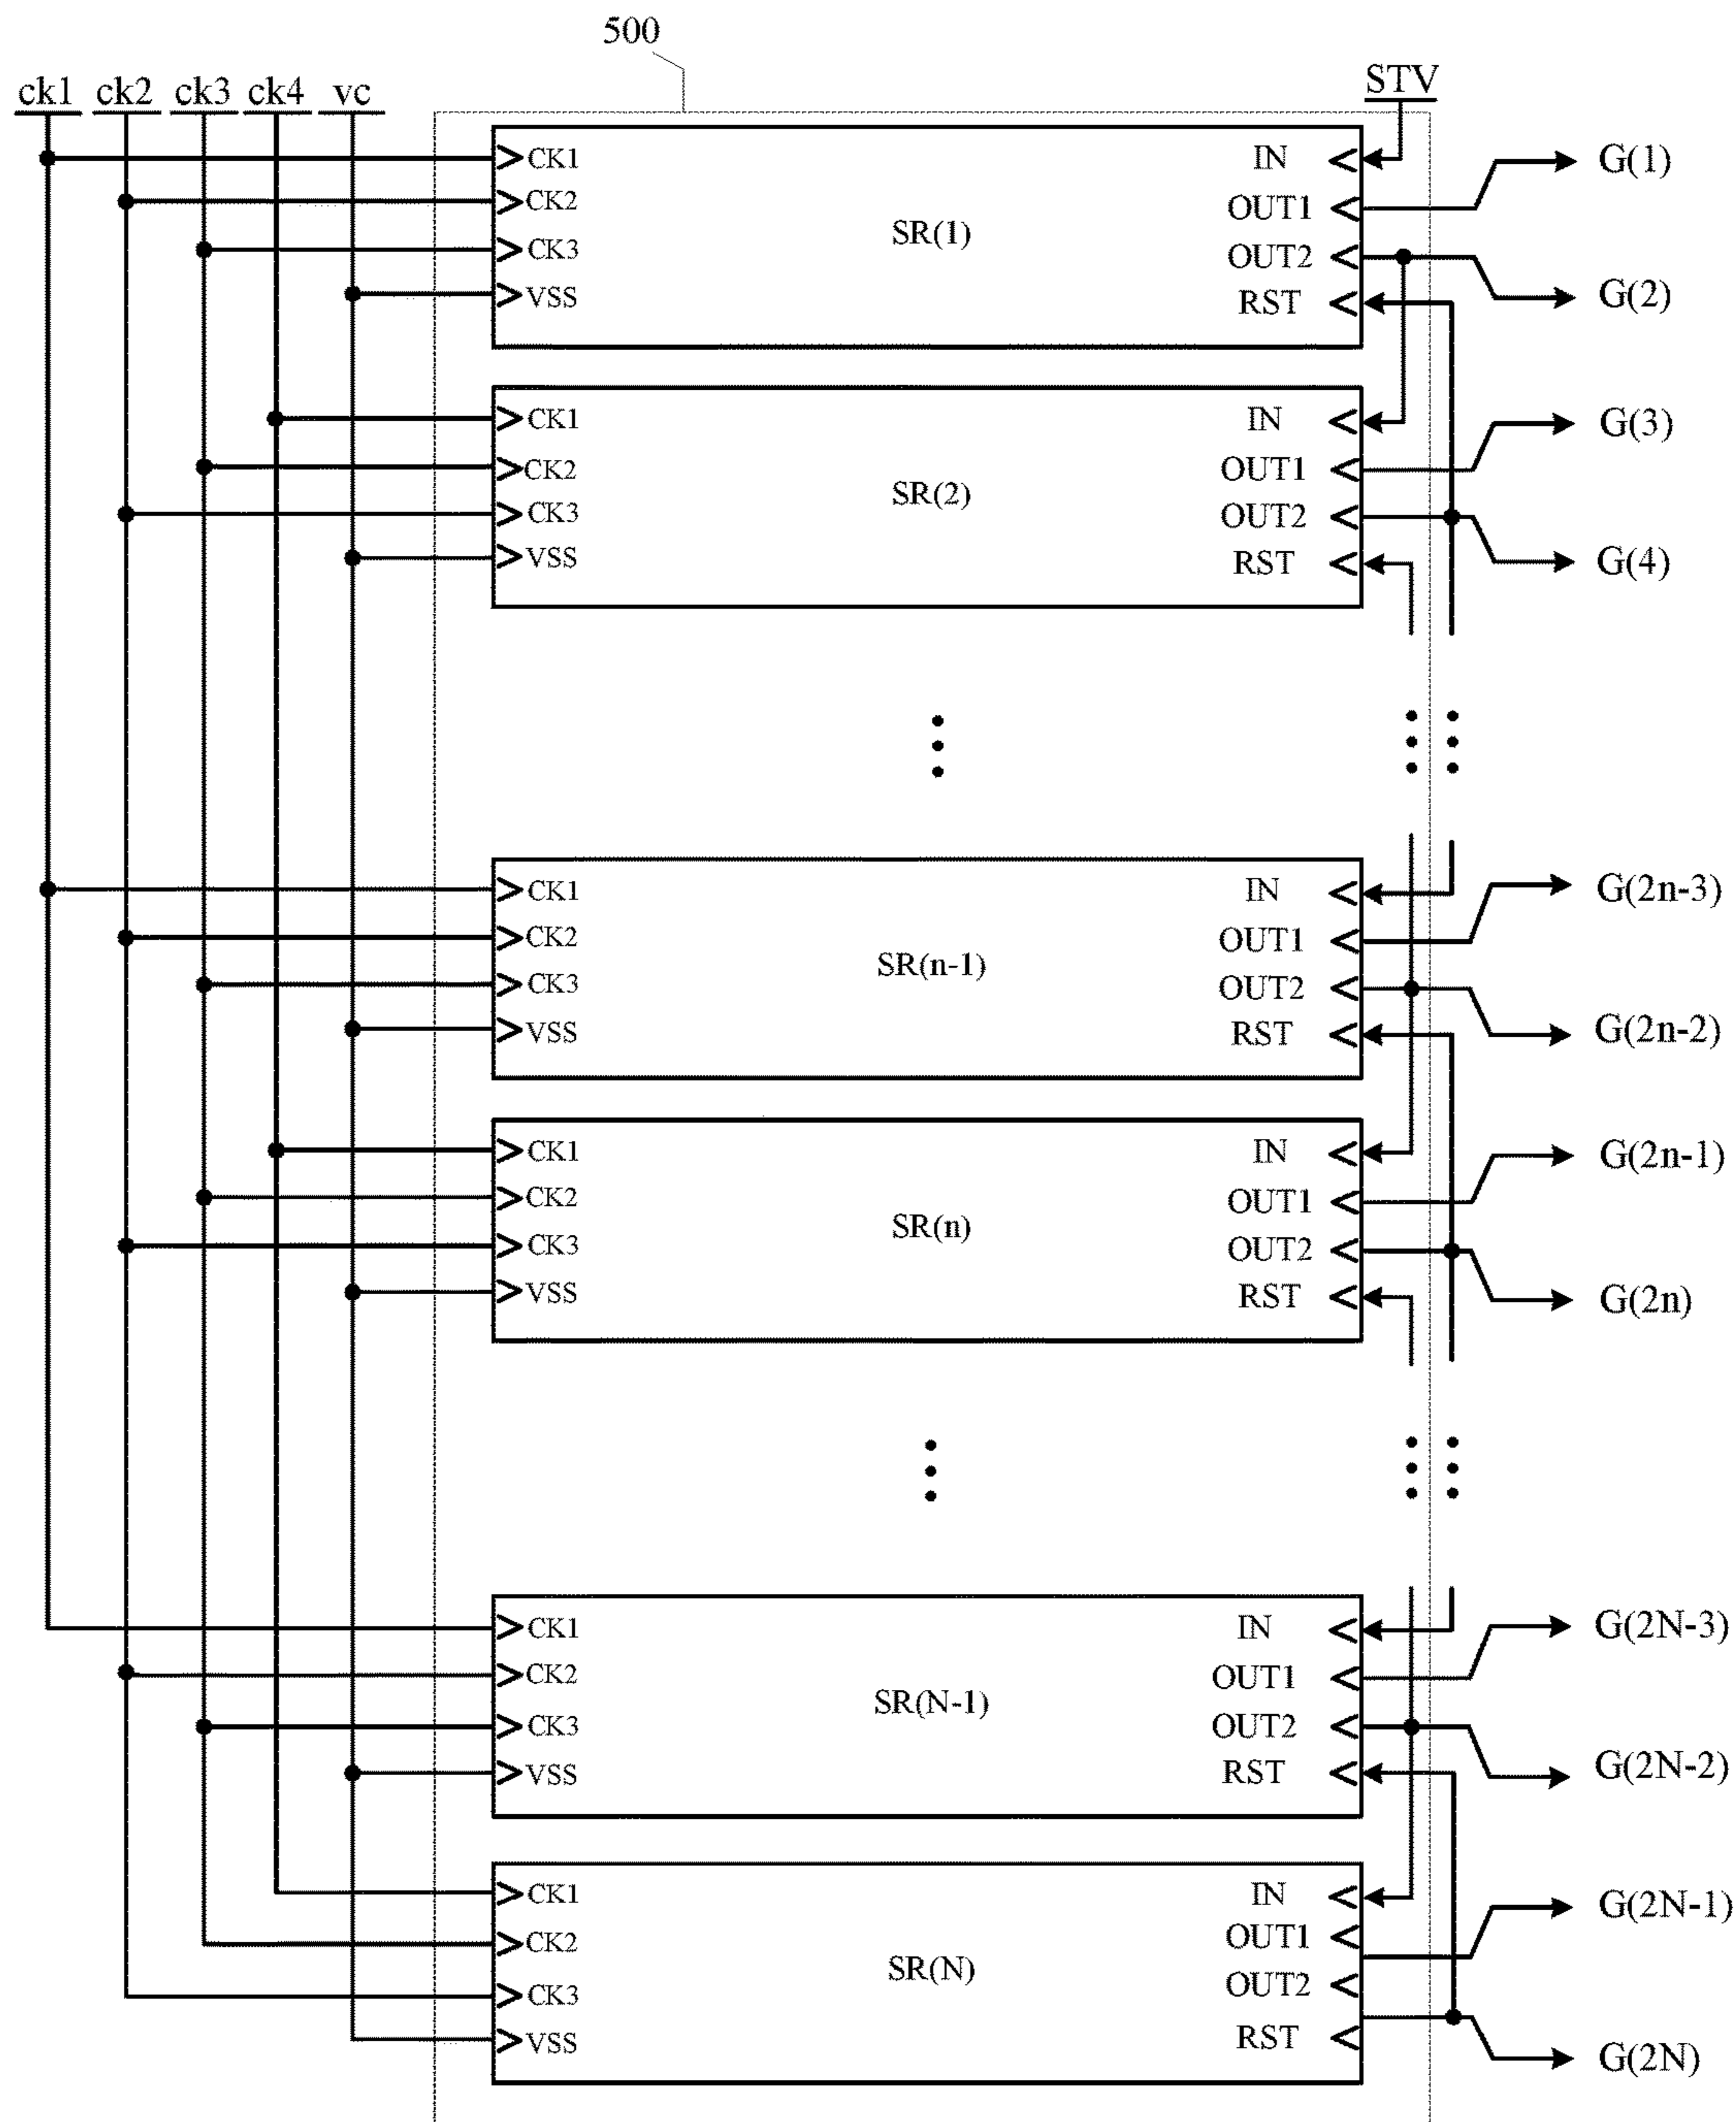 500
ck1 ck2 ck3 ck4 vc STV
CK1 IN G(1)
CK2 SR(1) OUT1
CK3 OUT2
VSS RST G(2)
CK1 IN G(3)
CK2 SR(2) OUT1
CK3 OUT2
VSS RST G(4)
CK1 IN G(2n-3)
CK2 SR(n-1) OUT1
CK3 OUT2
VSS RST G(2n-2)
CK1 IN G(2n-1)
CK2 SR(n) OUT1
CK3 OUT2
VSS RST G(2n)
CK1 IN G(2N-3)
CK2 SR(N-1) OUT1
CK3 OUT2
VSS RST G(2N-2)
CK1 IN G(2N-1)
CK2 SR(N) OUT1
CK3 OUT2
VSS RST G(2N)